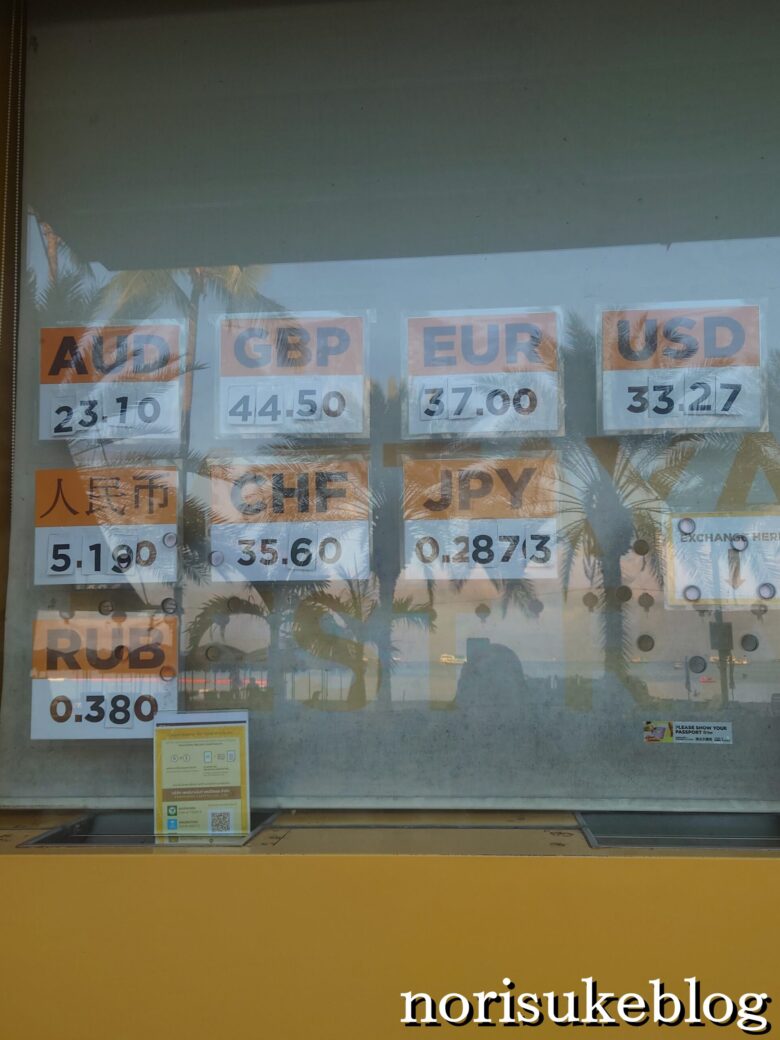 AUD
23.10
GBP
44.50
EUR
37.00
USD
33.27
人民币
5.190
CHF
35.60
JPY
0.2873
EXCHANGE HERE
RUB
0.380
PLEASE SHOW YOUR
PASSPORT
norisukeblog